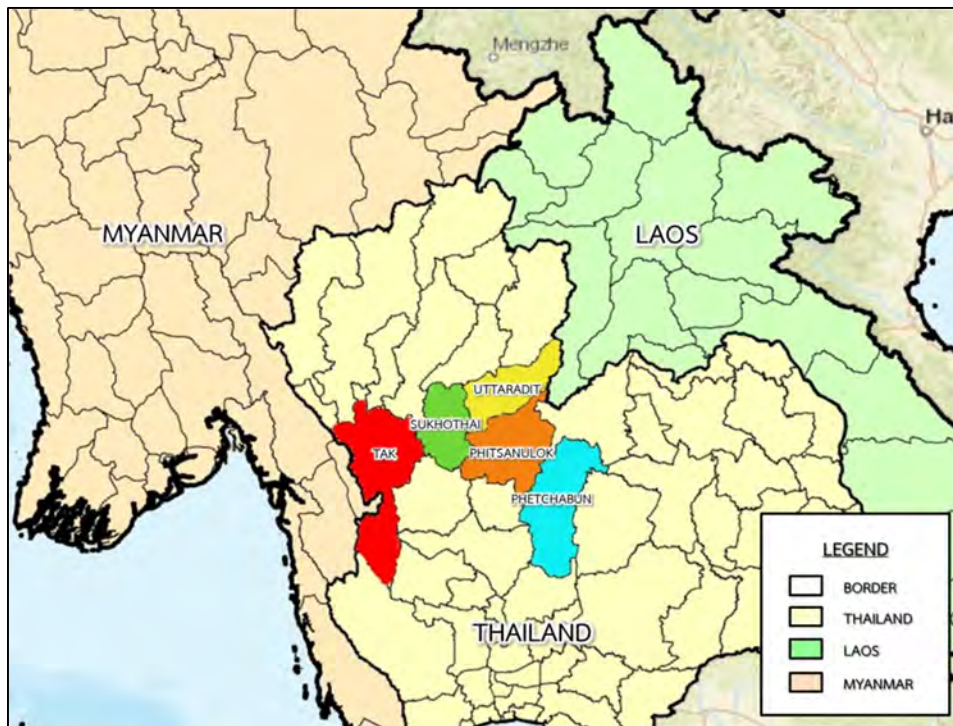 Mengzhe
Ha
MYANMAR
LAOS
UTTARADIT
SUKHOTHAI
TAK
PHITSANULOK
PHETCHABUN
THAILAND
LEGEND
BORDER
THAILAND
LAOS
MYANMAR